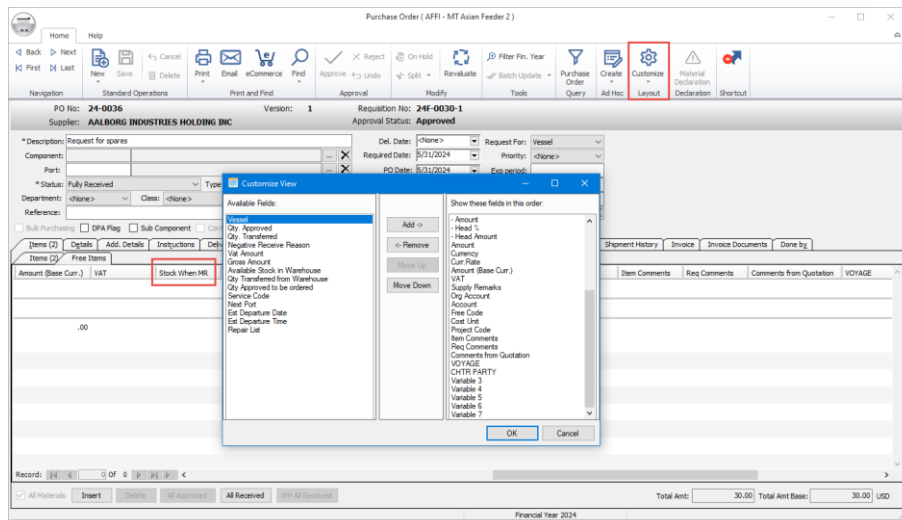 Purchase Order ( AFFI - MT Asian Feeder 2 )
Home Help
Back Next
First Last
New Save Cancel Delete
Print Email eCommerce Find
Approve Reject Undo
On Hold Split Revaluate
Filter Fin. Year
Batch Update
Purchase Order
Create
Customize
Material Declaration
Navigation Standard Operations Print and Find Approval Modify Tools Query Ad Hoc Layout Declaration Shortcut
PO No: 24-0036 Version: 1 Requisition No: 24F-0030-1
Supplier: AALBORG INDUSTRIES HOLDING INC Approval Status: Approved
*Description: Request for spares Del. Date: <None> Request For: Vessel
Component: ... Required Date: 5/31/2024 Priority: <None>
Port: ... PO Date: 5/31/2024 Exp period:
*Status: Fully Received Type
Department: <None> Class: <None>
Reference:
Bulk Purchasing DPA Flag Sub Component
Items (2) Details Add. Details Instructions Shipment History Invoice Invoice Documents Done by
Items (2) Free Items
Amount (Base Curr.) VAT Stock When MR Item Comments Req Comments Comments from Quotation VOYAGE
.00
Customize View
Available Fields:
Vessel
Qty. Approved
Qty. Transferred
Negative Receive Reason
Vat Amount
Gross Amount
Available Stock in Warehouse
Qty Transferred from Warehouse
Qty Approved to be ordered
Service Code
Next Port
Est Departure Date
Est Departure Time
Repair List
Add ->
<- Remove
Move Up
Move Down
Show these fields in this order:
- Amount
- Head %
- Head Amount
Amount
Currency
Curr.Rate
Amount (Base Curr.)
VAT
Supply Remarks
Org Account
Account
Free Code
Cost Unit
Project Code
Item Comments
Req Comments
Comments from Quotation
VOYAGE
CHTR PARTY
Variable 3
Variable 4
Variable 5
Variable 6
Variable 7
OK Cancel
Record: 0 Of 0
All Materials Insert Delete All Approved All Received WH All Received Total Amt: 30.00 Total Amt Base: 30.00 USD
Financial Year 2024